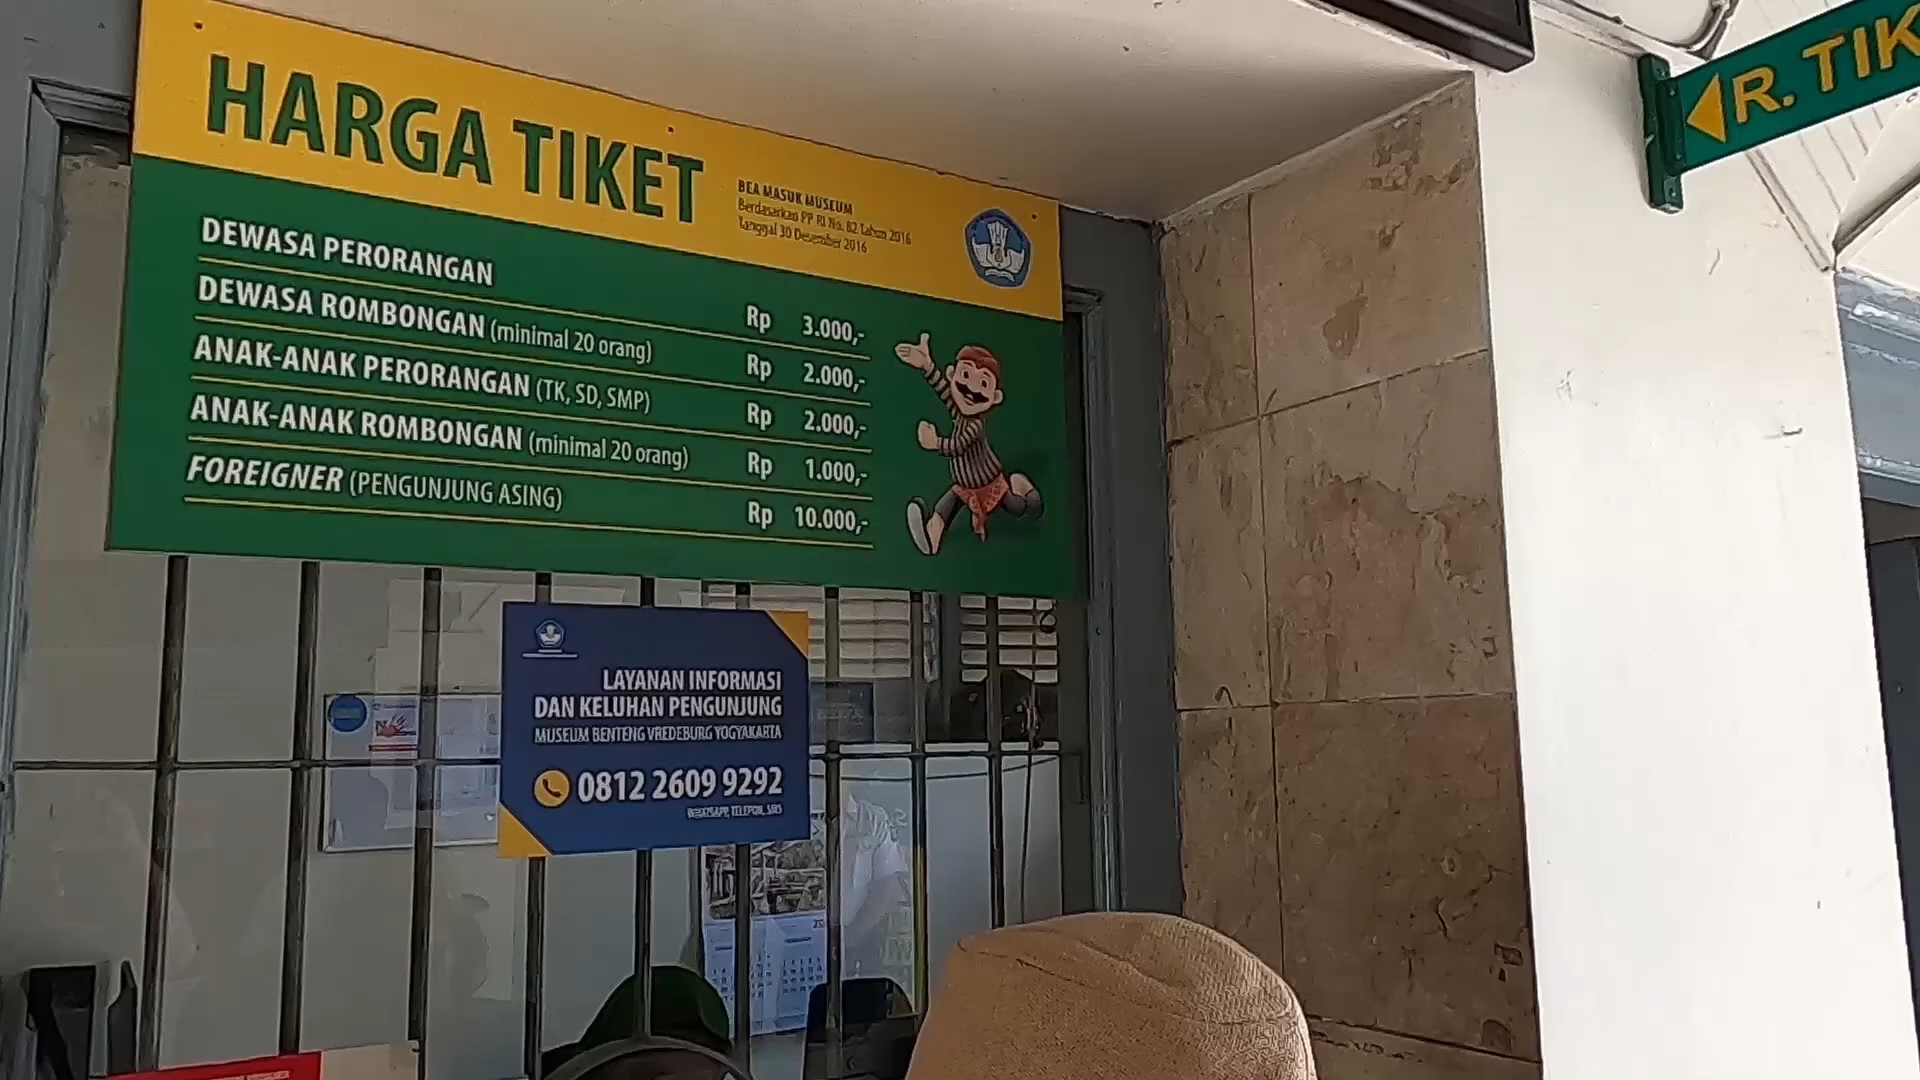 HARGA TIKET
BEA MASUK MUSEUM
Berdasarkan PP RI No. 82 Tahun 2016
Tanggal 30 Desember 2016
DEWASA PERORANGAN Rp 3.000,-
DEWASA ROMBONGAN (minimal 20 orang) Rp 2.000,-
ANAK-ANAK PERORANGAN (TK, SD, SMP) Rp 2.000,-
ANAK-ANAK ROMBONGAN (minimal 20 orang) Rp 1.000,-
FOREIGNER (PENGUNJUNG ASING) Rp 10.000,-
R. TIK
LAYANAN INFORMASI
DAN KELUHAN PENGUNJUNG
MUSEUM BENTENG VREDEBURG YOGYAKARTA
0812 2609 9292
WHATSAPP, TELEPON, SMS